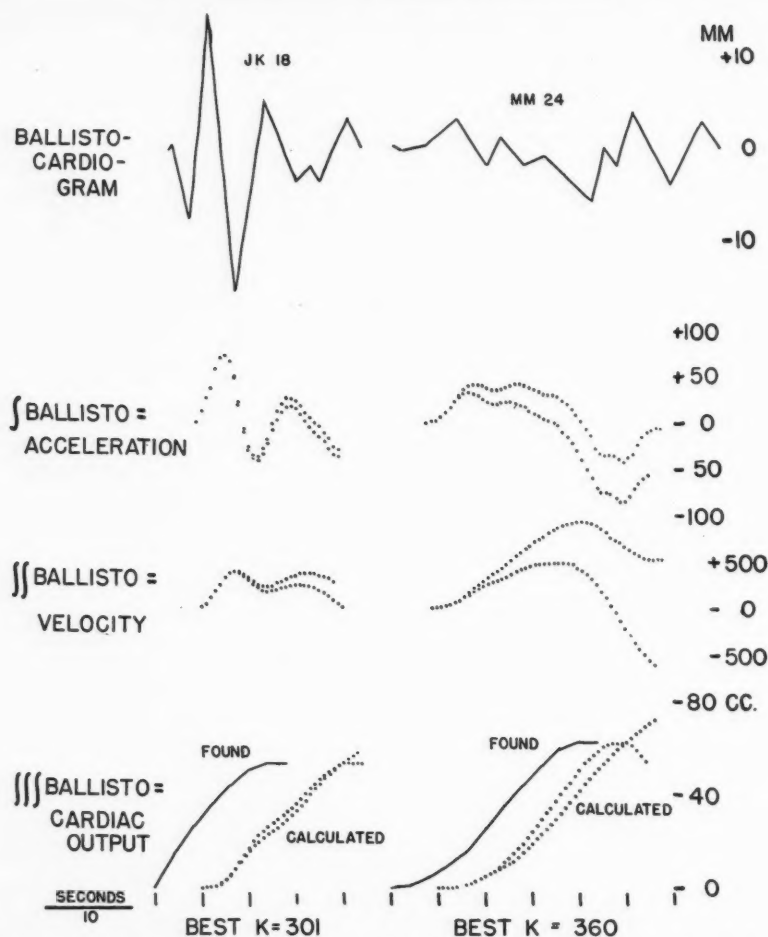 MM
+10
JK 18
MM 24
BALLISTO-
CARDIO-
GRAM
0
-10
+100
+50
∫BALLISTO =
ACCELERATION
- 0
- 50
- 100
∫∫BALLISTO =
VELOCITY
+500
- 0
-500
-80 CC.
FOUND
FOUND
∫∫∫BALLISTO =
CARDIAC
OUTPUT
- 40
CALCULATED
CALCULATED
SECONDS
10
- 0
BEST K=301
BEST K = 360